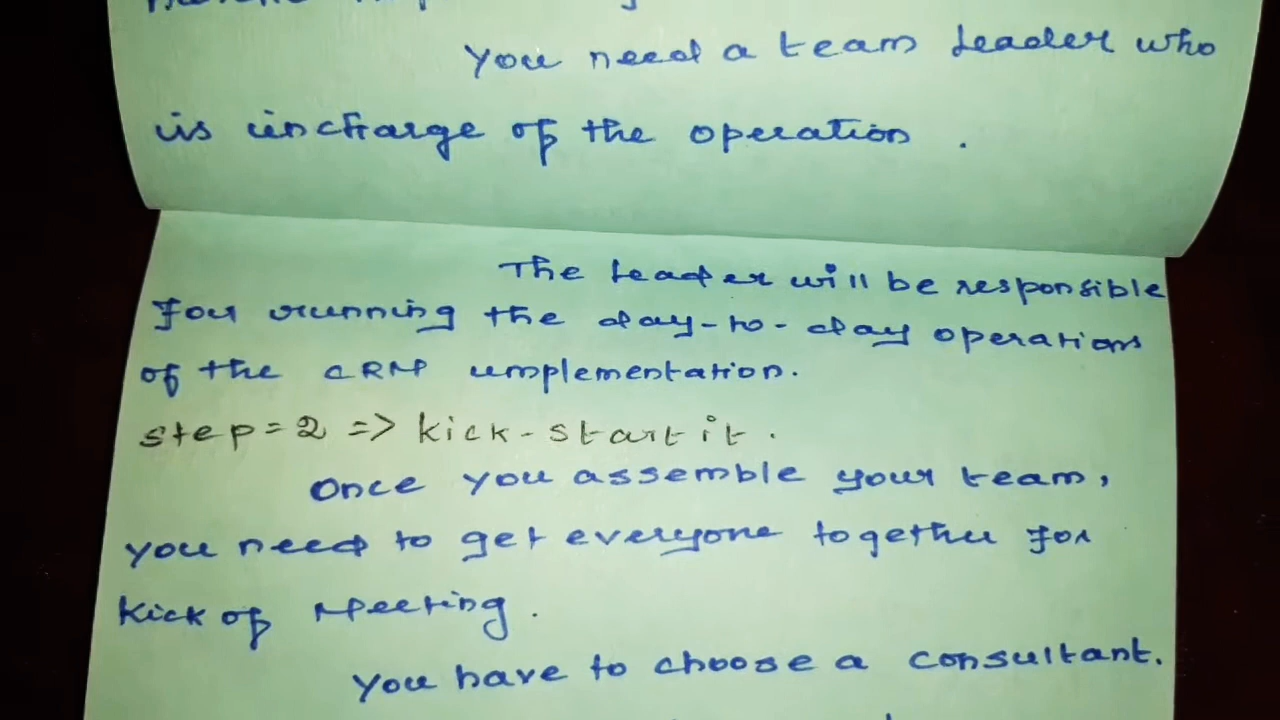 You need a team leader who
is incharge of the operation .
The leader will be responsible
for running the day-to-day operations
of the CRM implementation.
step=2 => kick-start it .
Once you assemble your team,
you need to get everyone together for
kick of Meeting .
You have to choose a consultant.